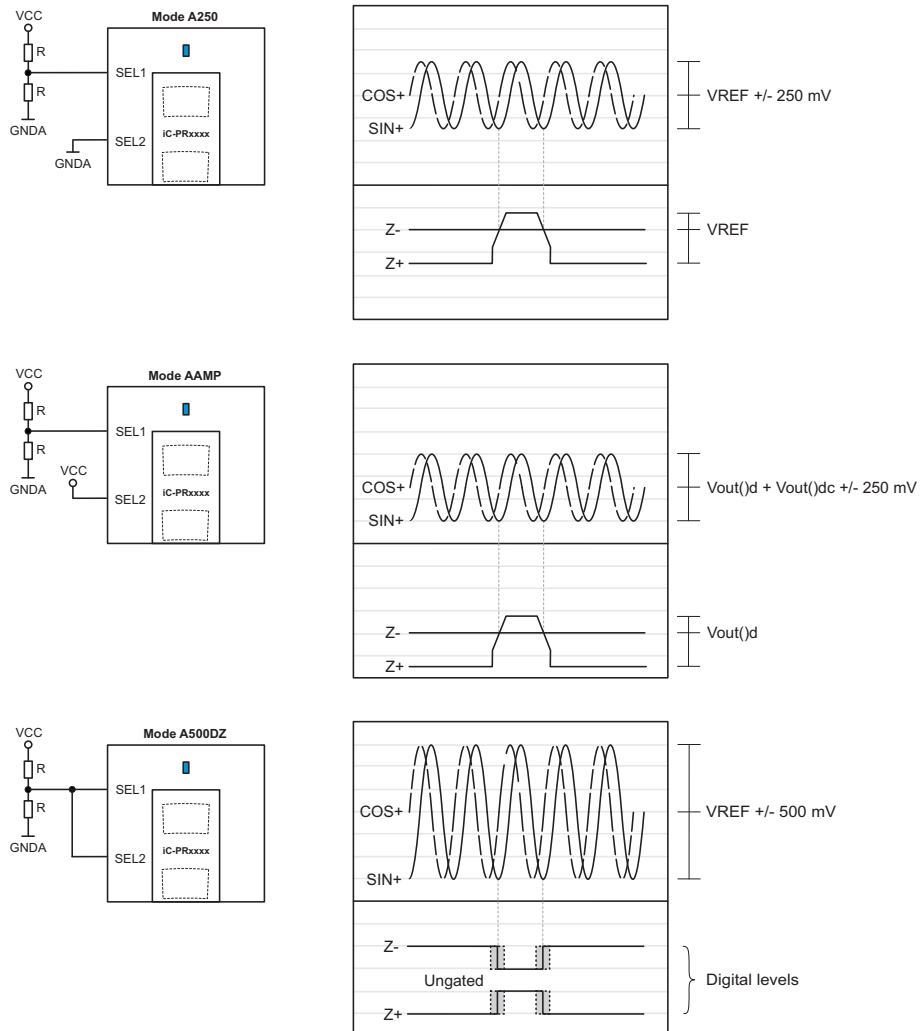 Mode A250
VCC
R
SEL1
R
GNDA
SEL2
GNDA
iC-PRxxxx
COS+
SIN+
VREF +/- 250 mV
Z-
Z+
VREF
Mode AAMP
VCC
R
SEL1
R
GNDA
VCC
SEL2
iC-PRxxxx
COS+
SIN+
Vout()d + Vout()dc +/- 250 mV
Z-
Z+
Vout()d
Mode A500DZ
VCC
R
SEL1
R
GNDA
SEL2
iC-PRxxxx
COS+
SIN+
VREF +/- 500 mV
Z-
Ungated
Z+
Digital levels